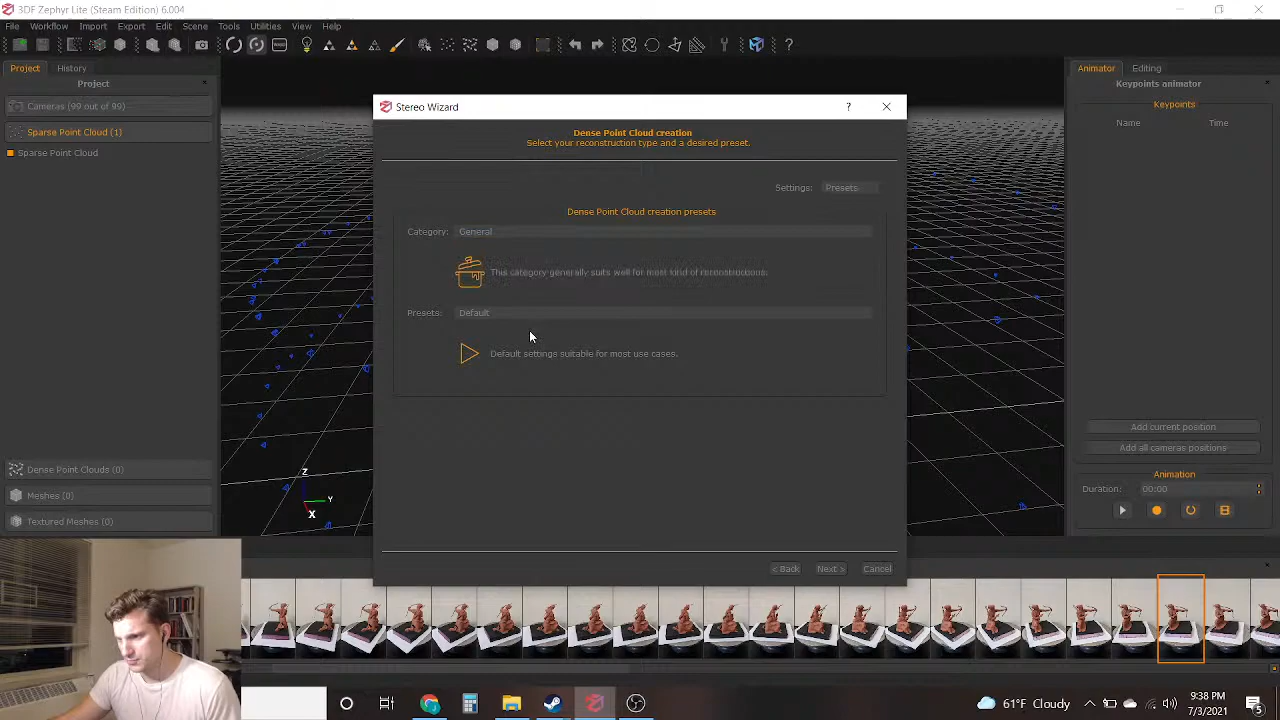 3DF Zephyr Lite (Steam Edition) 6.004
File Workflow Import Export Edit Scene Tools Utilities View Help
Project History
Project
Cameras (99 out of 99)
Sparse Point Cloud (1)
Sparse Point Cloud
Dense Point Clouds (0)
Meshes (0)
Textured Meshes (0)
Z
Y
X
Stereo Wizard
?
Dense Point Cloud creation
Select your reconstruction type and a desired preset.
Settings: Presets
Dense Point Cloud creation presets
Category: General
This category generally suits well for most kind of reconstructions.
Presets: Default
Default settings suitable for most use cases.
< Back Next > Cancel
Animator Editing
Keypoints animator
Keypoints
Name Time
Add current position
Add all cameras positions
Animation
Duration: 00:00
61°F Cloudy
9:38 PM
7/3/2021
5